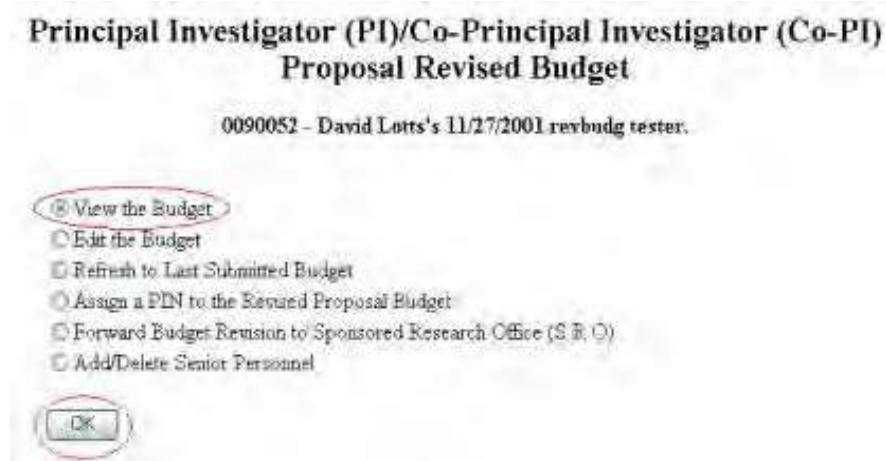 Principal Investigator (PI)/Co-Principal Investigator (Co-PI)
Proposal Revised Budget
0090052 - David Lotts's 11/27/2001 revbudg tester.
View the Budget
Edit the Budget
Refresh to Last Submitted Budget
Assign a PIN to the Revised Proposal Budget
Forward Budget Revision to Sponsored Research Office (S R O)
Add/Delete Senior Personnel
OK